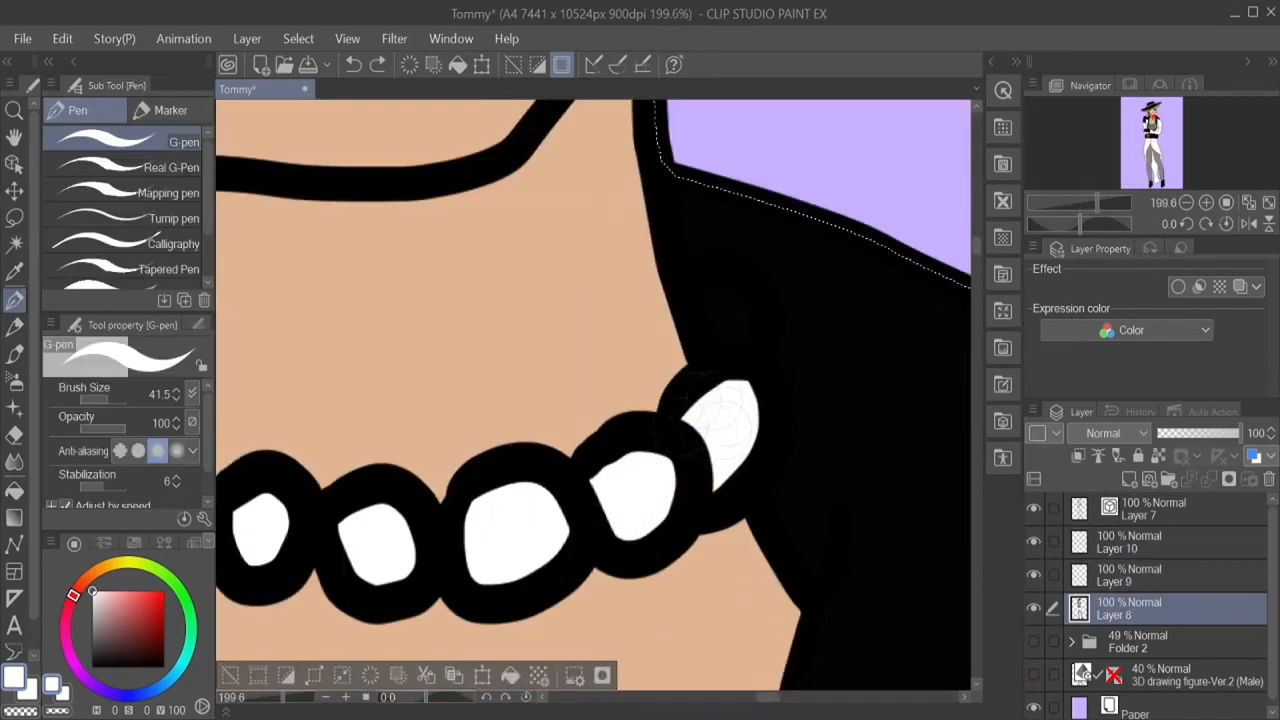 Tommy* (A4 7441 x 10524px 900dpi 199.6%) - CLIP STUDIO PAINT EX
File Edit Story(P) Animation Layer Select View Filter Window Help
Sub Tool [Pen]
Tommy*
Navigator
Pen Marker
G-pen
Real G-Pen
Mapping pen
Turnip pen
Calligraphy
Tapered Pen
199.6
0.0
Layer Property
Effect
Expression color
Color
Tool property [G-pen]
G-pen
Brush Size 41.5
Opacity 100
Anti-aliasing
Stabilization 6
Adjust by speed
Layer History Auto Action
Normal 100
100 % Normal
Layer 7
100 % Normal
Layer 10
100 % Normal
Layer 9
100 % Normal
Layer 8
49 % Normal
Folder 2
40 % Normal
3D drawing figure-Ver 2 (Male)
Paper
H 0 S 0 V 100
199.6 0.0